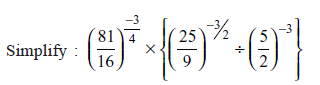 Simplify : (81/16)^(-3/4) × {(25/9)^(-3/2) ÷ (5/2)^(-3)}